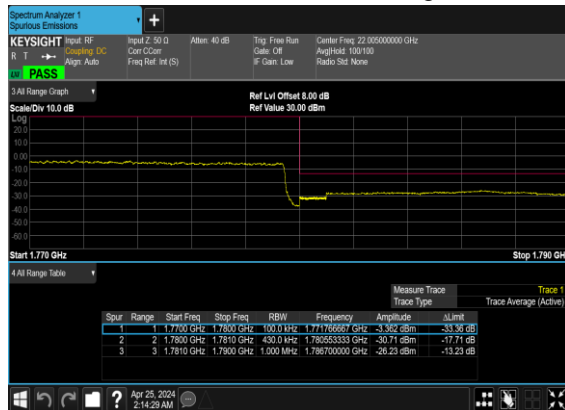 Spectrum Analyzer 1
Spurious Emissions
+
KEYSIGHT Input: RF Input Z: 50 Ω Atten: 40 dB Trig: Free Run Center Freq: 22.005000000 GHz
R T Coupling: DC Corr CCorr Gate: Off Avg|Hold: 100/100
Align: Auto Freq Ref: Int (S) IF Gain: Low Radio Std: None
LW PASS
3 All Range Graph
Ref Lvl Offset 8.00 dB
Scale/Div 10.0 dB Ref Value 30.00 dBm
Log
20.0
10.0
0.00
-10.0
-20.0
-30.0
-40.0
-50.0
-60.0
Start 1.770 GHz Stop 1.790 GH
4 All Range Table
Measure Trace Trace 1
Trace Type Trace Average (Active)
Spur Range Start Freq Stop Freq RBW Frequency Amplitude ΔLimit
1 1 1.7700 GHz 1.7800 GHz 100.0 kHz 1.771766667 GHz -3.362 dBm -33.36 dB
2 2 1.7800 GHz 1.7810 GHz 430.0 kHz 1.780553333 GHz -30.71 dBm -17.71 dB
3 3 1.7810 GHz 1.7900 GHz 1.000 MHz 1.786700000 GHz -26.23 dBm -13.23 dB
? Apr 25, 2024
2:14:29 AM